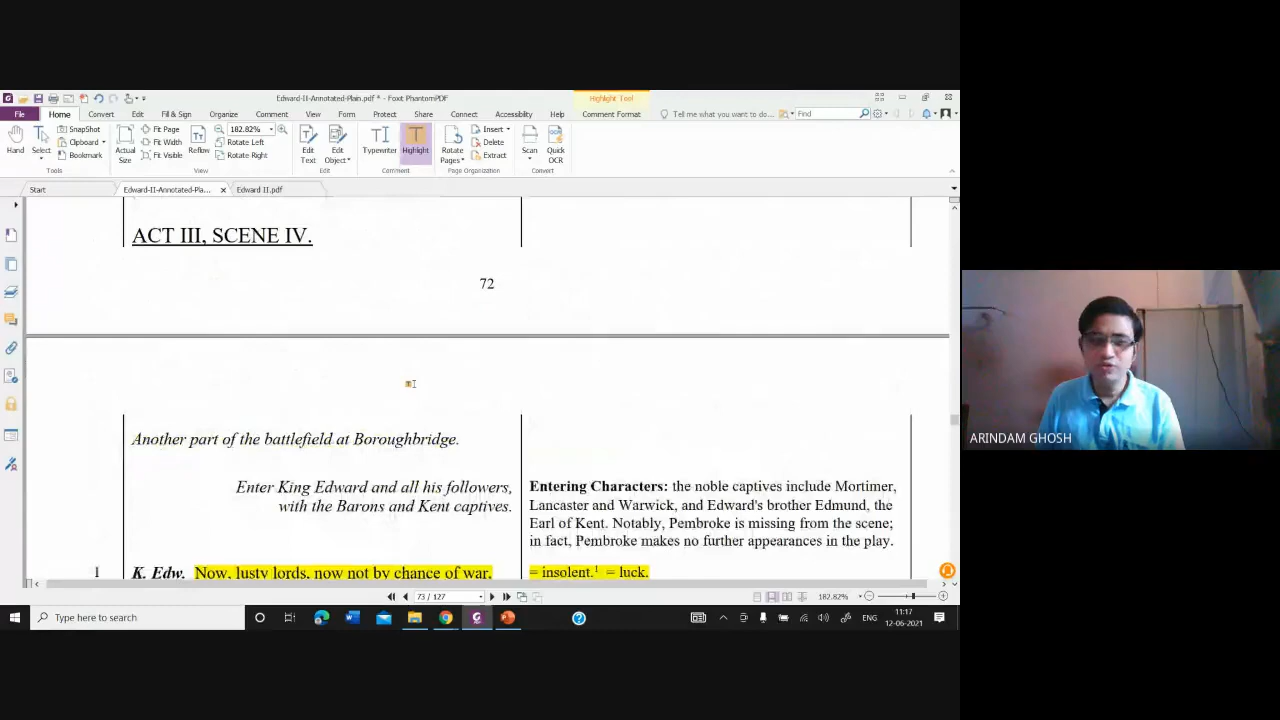 Edward-II-Annotated-Plain.pdf * - Foxit PhantomPDF
Highlight Tool
File Home Convert Edit Fill & Sign Organize Comment View Form Protect Share Connect Accessibility Help Comment Format Tell me what you want to do... Find
Hand
Select
SnapShot
Clipboard
Bookmark
Tools
Actual Size
Fit Page
Fit Width
Fit Visible
Reflow
182.82%
Rotate Left
Rotate Right
View
Edit Text
Edit Object
Edit
Typewriter
Highlight
Comment
Rotate Pages
Insert
Delete
Extract
Page Organization
Scan
Quick OCR
Convert
Start
Edward-II-Annotated-Pla...
Edward II.pdf
ACT III, SCENE IV.
72
Another part of the battlefield at Boroughbridge.
Enter King Edward and all his followers,
with the Barons and Kent captives.
Entering Characters: the noble captives include Mortimer,
Lancaster and Warwick, and Edward's brother Edmund, the
Earl of Kent. Notably, Pembroke is missing from the scene;
in fact, Pembroke makes no further appearances in the play.
1 K. Edw. Now, lusty lords, now not by chance of war,
= insolent.¹ = luck.
73 / 127
182.82%
Type here to search
ENG
11:17
12-06-2021
ARINDAM GHOSH